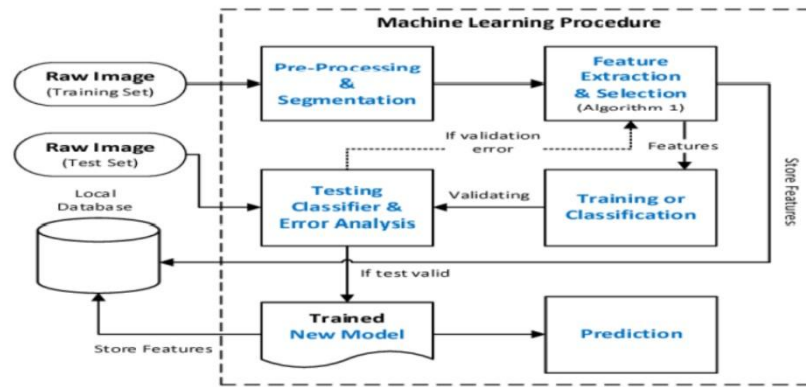 Machine Learning Procedure
Raw Image
(Training Set)
Pre-Processing
&
Segmentation
Feature
Extraction
& Selection
(Algorithm 1)
If validation
error
Features
Store Features
Raw Image
(Test Set)
Testing
Classifier &
Error Analysis
Validating
Training or
Classification
Local
Database
If test valid
Trained
New Model
Prediction
Store Features